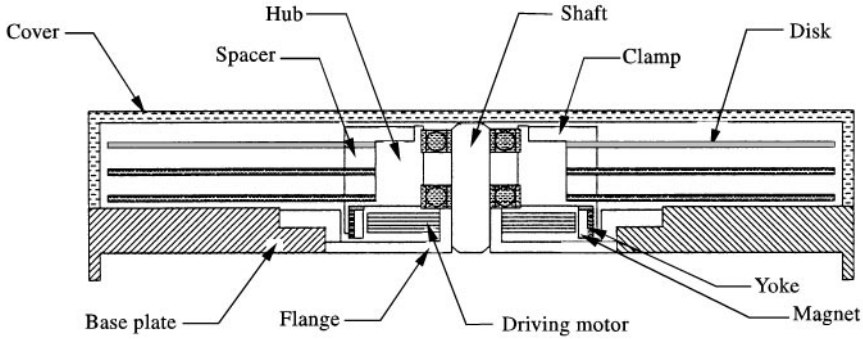 Hub
Shaft
Cover
Disk
Spacer
Clamp
Yoke
Base plate
Flange
Driving motor
Magnet